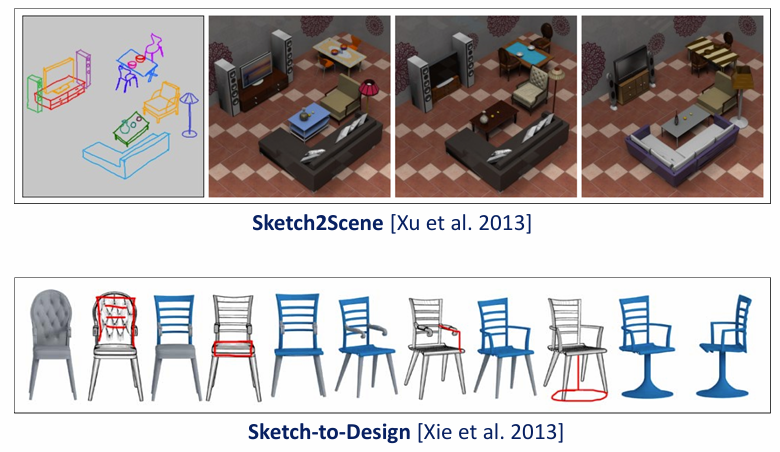 Sketch2Scene [Xu et al. 2013]
Sketch-to-Design [Xie et al. 2013]